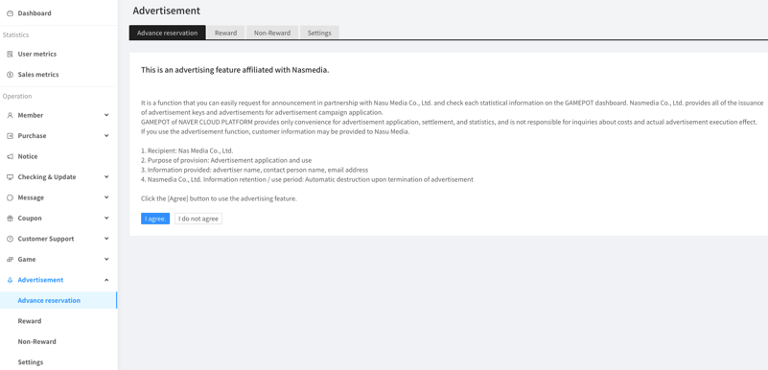 Dashboard
Statistics
User metrics
Sales metrics
Operation
Member
Purchase
Notice
Checking & Update
Message
Coupon
Customer Support
Game
Advertisement
Advance reservation
Reward
Non-Reward
Settings
Advertisement
Advance reservation
Reward
Non-Reward
Settings
This is an advertising feature affiliated with Nasmedia.
It is a function that you can easily request for announcement in partnership with Nasu Media Co., Ltd. and check each statistical information on the GAMEPOT dashboard. Nasmedia Co., Ltd. provides all of the issuance
of advertisement keys and advertisements for advertisement campaign application.
GAMEPOT of NAVER CLOUD PLATFORM provides only convenience for advertisement application, settlement, and statistics, and is not responsible for inquiries about costs and actual advertisement execution effect.
If you use the advertisement function, customer information may be provided to Nasu Media.
1. Recipient: Nas Media Co., Ltd.
2. Purpose of provision: Advertisement application and use
3. Information provided: advertiser name, contact person name, email address
4. Nasmedia Co., Ltd. Information retention / use period: Automatic destruction upon termination of advertisement
Click the [Agree] button to use the advertising feature.
I agree.
I do not agree